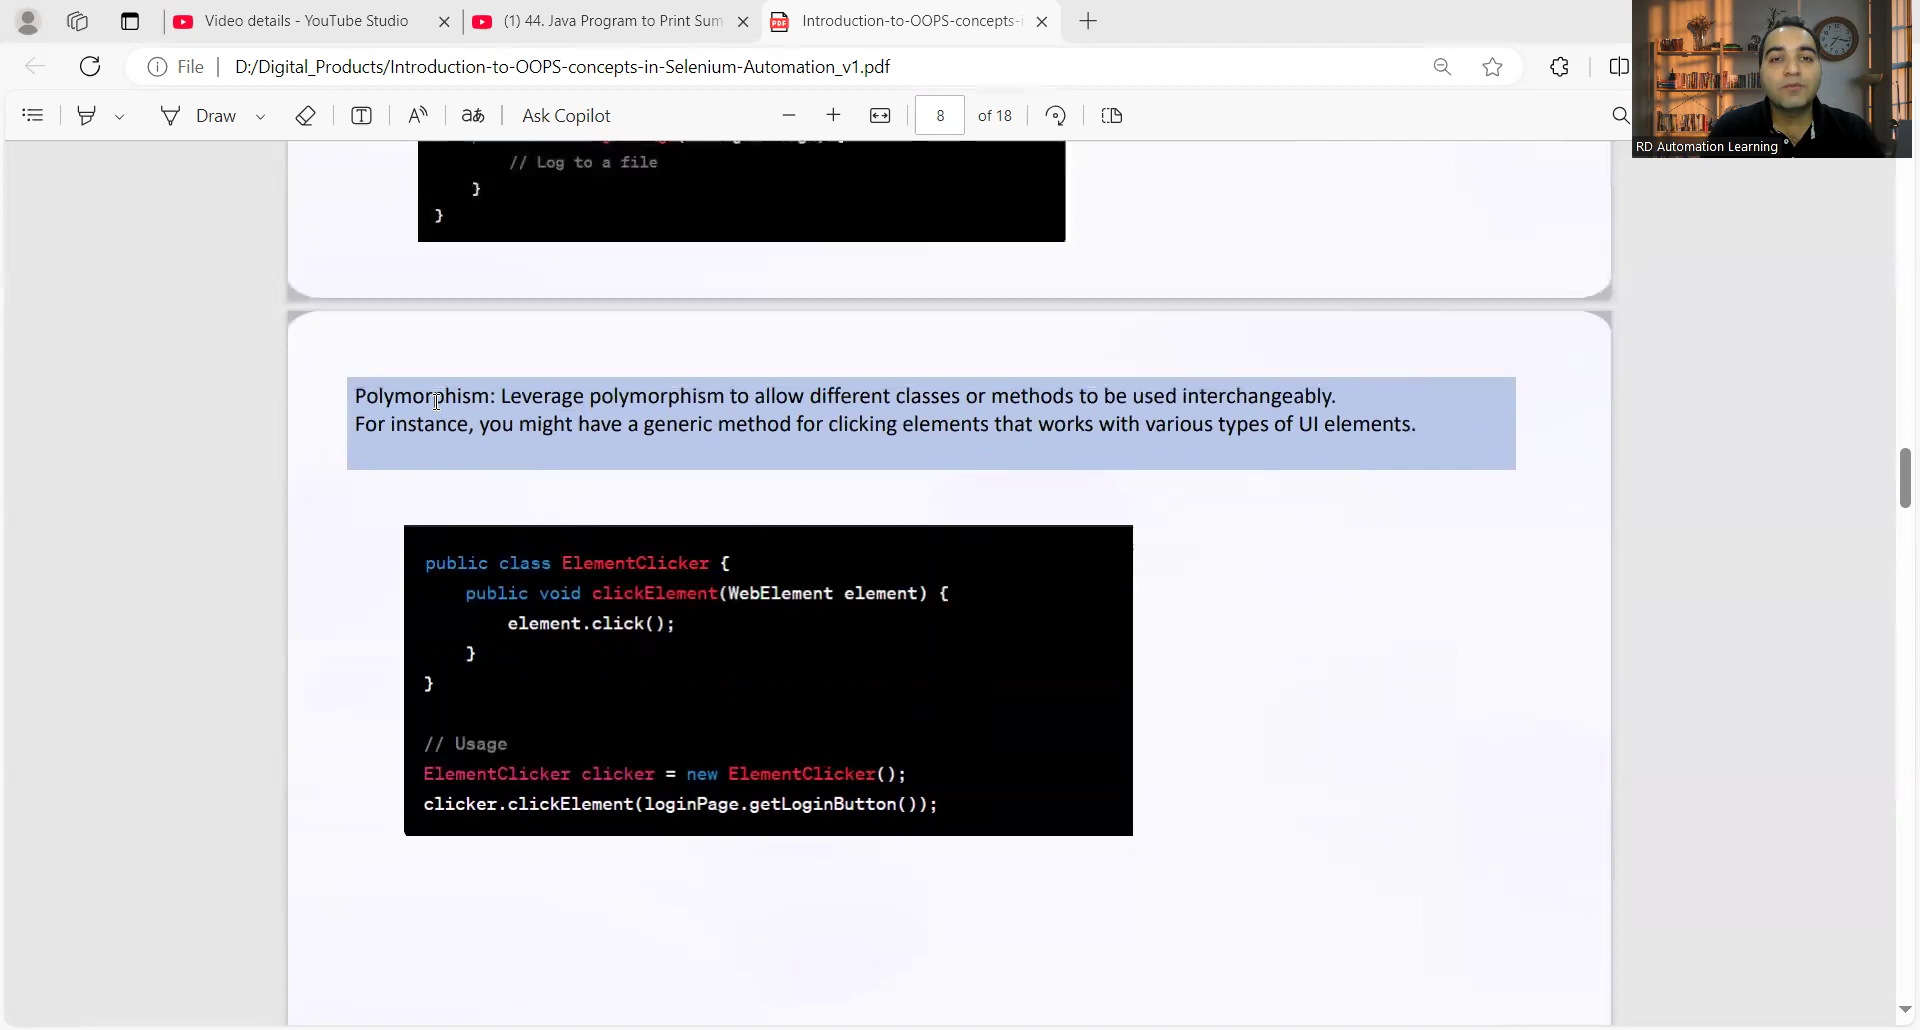 Video details - YouTube Studio
(1) 44. Java Program to Print Sum
Introduction-to-OOPS-concepts-i
File
D:/Digital_Products/Introduction-to-OOPS-concepts-in-Selenium-Automation_v1.pdf
Draw
Ask Copilot
8 of 18
RD Automation Learning
// Log to a file
}
}
Polymorphism: Leverage polymorphism to allow different classes or methods to be used interchangeably.
For instance, you might have a generic method for clicking elements that works with various types of UI elements.
public class ElementClicker {
public void clickElement(WebElement element) {
element.click();
}
}
// Usage
ElementClicker clicker = new ElementClicker();
clicker.clickElement(loginPage.getLoginButton());